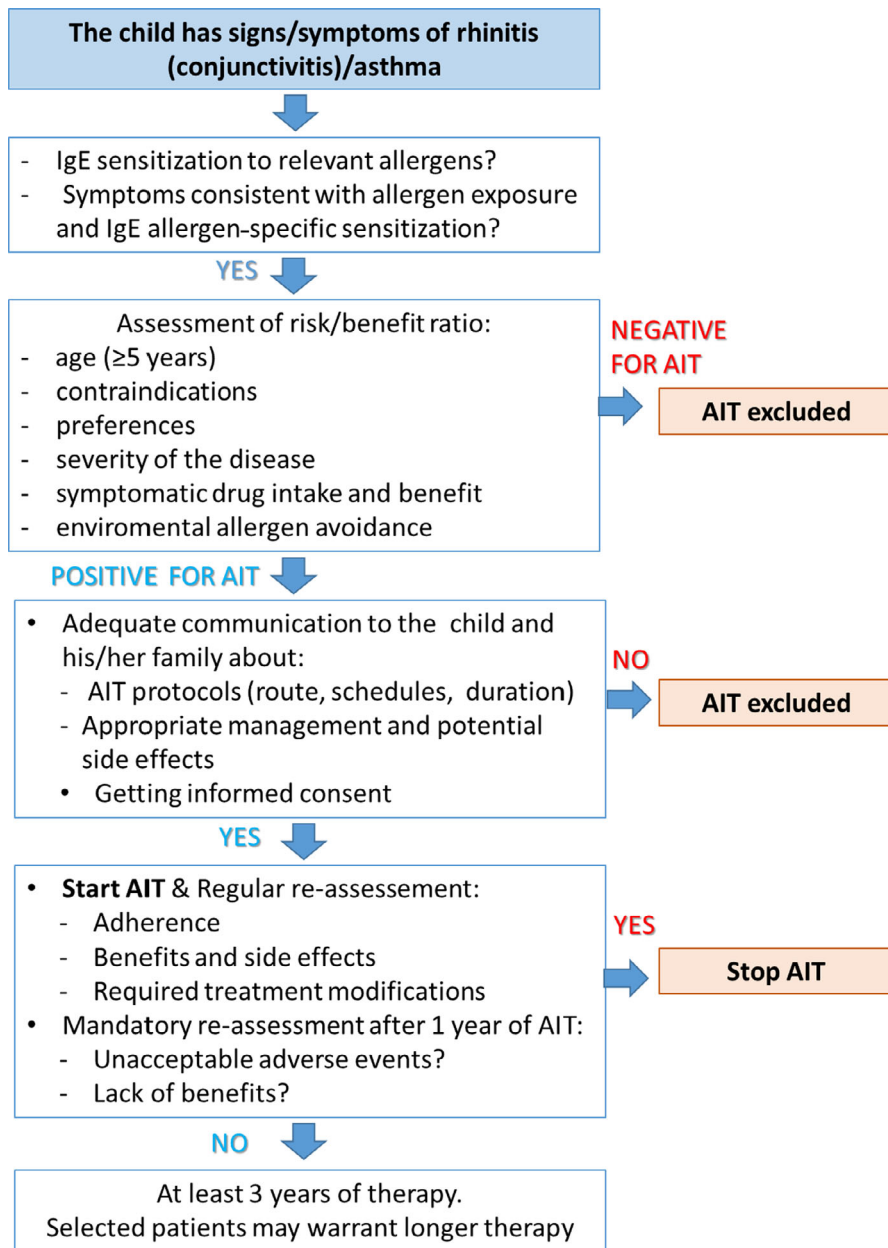 The child has signs/symptoms of rhinitis
(conjunctivitis)/asthma
- IgE sensitization to relevant allergens?
- Symptoms consistent with allergen exposure
and IgE allergen-specific sensitization?
YES
Assessment of risk/benefit ratio:
- age (≥5 years)
- contraindications
- preferences
- severity of the disease
- symptomatic drug intake and benefit
- enviromental allergen avoidance
NEGATIVE
FOR AIT
AIT excluded
POSITIVE FOR AIT
• Adequate communication to the child and
his/her family about:
- AIT protocols (route, schedules, duration)
- Appropriate management and potential
side effects
• Getting informed consent
NO
AIT excluded
YES
• Start AIT & Regular re-assessement:
- Adherence
- Benefits and side effects
- Required treatment modifications
• Mandatory re-assessment after 1 year of AIT:
- Unacceptable adverse events?
- Lack of benefits?
YES
Stop AIT
NO
At least 3 years of therapy.
Selected patients may warrant longer therapy